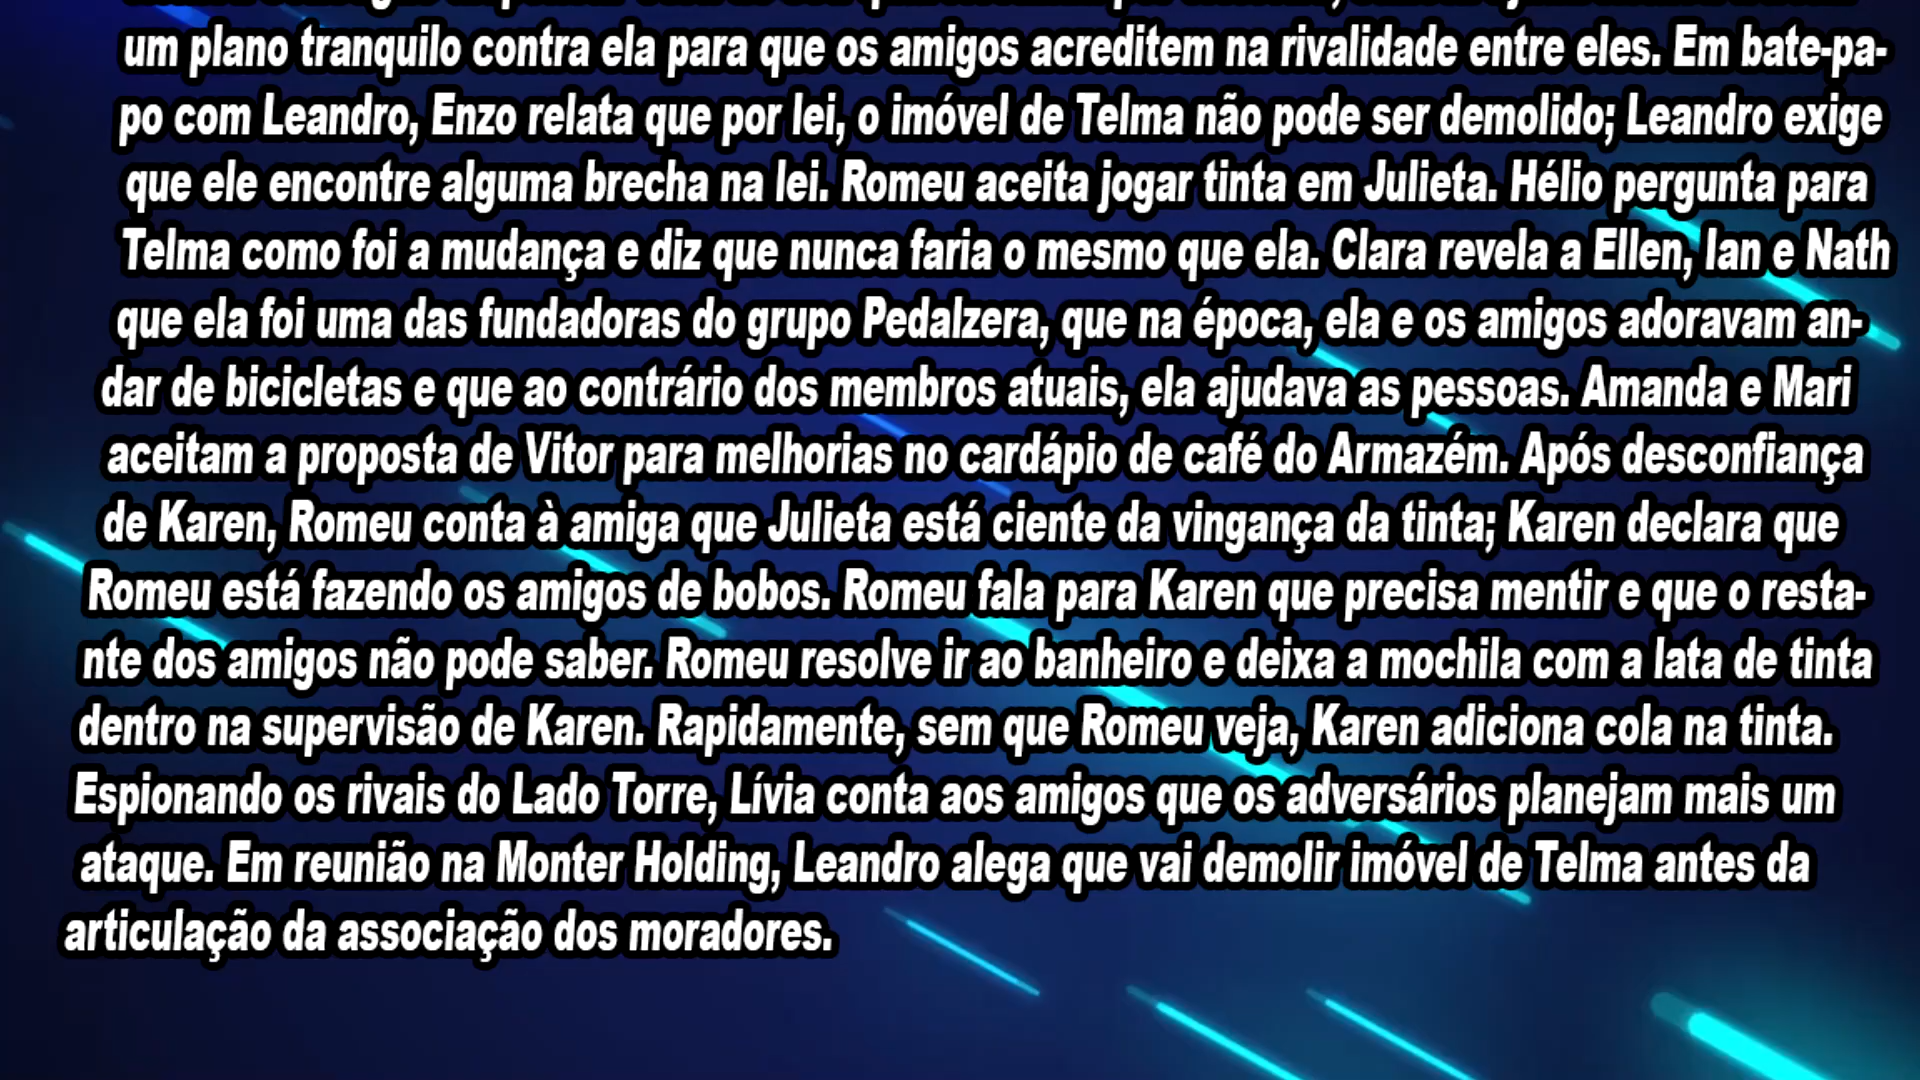 um plano tranquilo contra ela para que os amigos acreditem na rivalidade entre eles. Em bate-pa-
po com Leandro, Enzo relata que por lei, o imóvel de Telma não pode ser demolido; Leandro exige
que ele encontre alguma brecha na lei. Romeu aceita jogar tinta em Julieta. Hélio pergunta para
Telma como foi a mudança e diz que nunca faria o mesmo que ela. Clara revela a Ellen, Ian e Nath
que ela foi uma das fundadoras do grupo Pedalzera, que na época, ela e os amigos adoravam an-
dar de bicicletas e que ao contrário dos membros atuais, ela ajudava as pessoas. Amanda e Mari
aceitam a proposta de Vitor para melhorias no cardápio de café do Armazém. Após desconfiança
de Karen, Romeu conta à amiga que Julieta está ciente da vingança da tinta; Karen declara que
Romeu está fazendo os amigos de bobos. Romeu fala para Karen que precisa mentir e que o resta-
nte dos amigos não pode saber. Romeu resolve ir ao banheiro e deixa a mochila com a lata de tinta
dentro na supervisão de Karen. Rapidamente, sem que Romeu veja, Karen adiciona cola na tinta.
Espionando os rivais do Lado Torre, Lívia conta aos amigos que os adversários planejam mais um
ataque. Em reunião na Monter Holding, Leandro alega que vai demolir imóvel de Telma antes da
articulação da associação dos moradores.